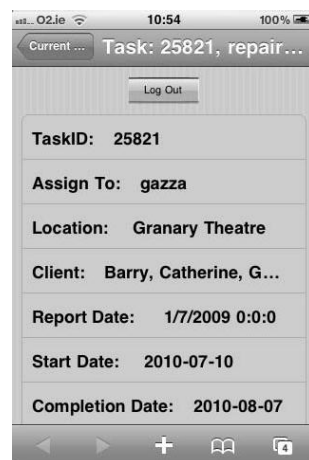 O2.ie 10:54 100%
Current ... Task: 25821, repair...
Log Out
TaskID: 25821
Assign To: gazza
Location: Granary Theatre
Client: Barry, Catherine, G...
Report Date: 1/7/2009 0:0:0
Start Date: 2010-07-10
Completion Date: 2010-08-07
4